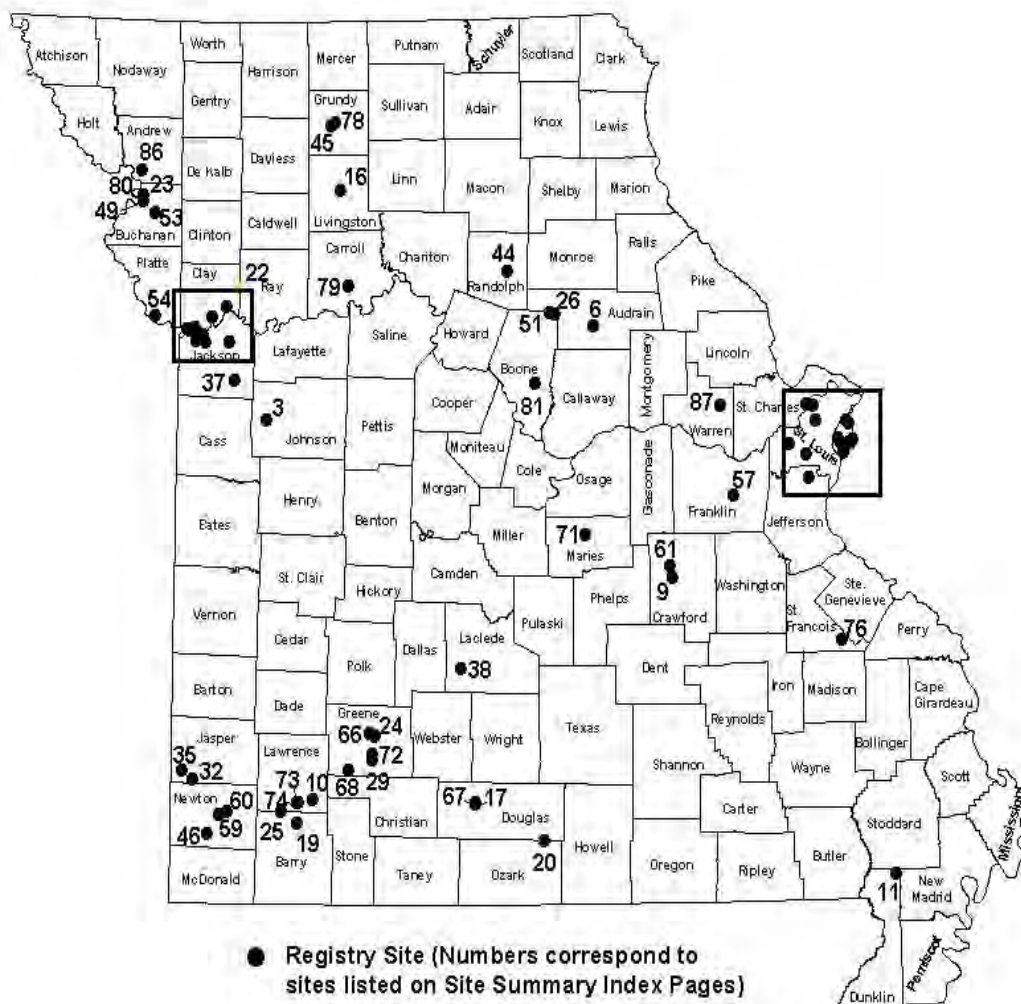 Atchison
Nodaway
Worth
Harrison
Mercer
Putnam
Schuyler
Scotland
Clark
Gentry
Grundy
Sullivan
Adair
Knox
Lewis
Holt
Andrew
De Kalb
Daviess
78
45
86
80 23
49
53
Buchanan
Clinton
Caldwell
16
Livingston
Linn
Macon
Shelby
Marion
Platte
Clay
22
Ray
Carroll
79
Chariton
44
Randolph
Monroe
Ralls
Pike
54
Jackson
Lafayette
Saline
Howard
51
26
6
Audrain
Boone
81
Callaway
Montgomery
Lincoln
87
Warren
St. Charles
St. Louis
37
3
Johnson
Cass
Pettis
Cooper
Moniteau
Cole
Osage
Gasconade
57
Franklin
Jefferson
Henry
Benton
Morgan
Miller
71
Maries
Bates
St. Clair
Hickory
Camden
Pulaski
Phelps
61
9
Crawford
Washington
Ste.
Genevieve
St.
Francois
76
Perry
Vernon
Cedar
Polk
Dallas
Laclede
38
Dent
Iron
Madison
Cape
Girardeau
Bollinger
Barton
Dade
Greene
66
24
72
68
29
Webster
Wright
Texas
Reynolds
Shannon
Wayne
Scott
Jasper
35
32
Lawrence
73
10
74
25
19
Barry
Newton
60
59
46
McDonald
Stone
Christian
Taney
67
17
Douglas
20
Ozark
Howell
Oregon
Carter
Ripley
Butler
Stoddard
Mississippi
11
New
Madrid
Pemiscot
Dunklin
Registry Site (Numbers correspond to
sites listed on Site Summary Index Pages)